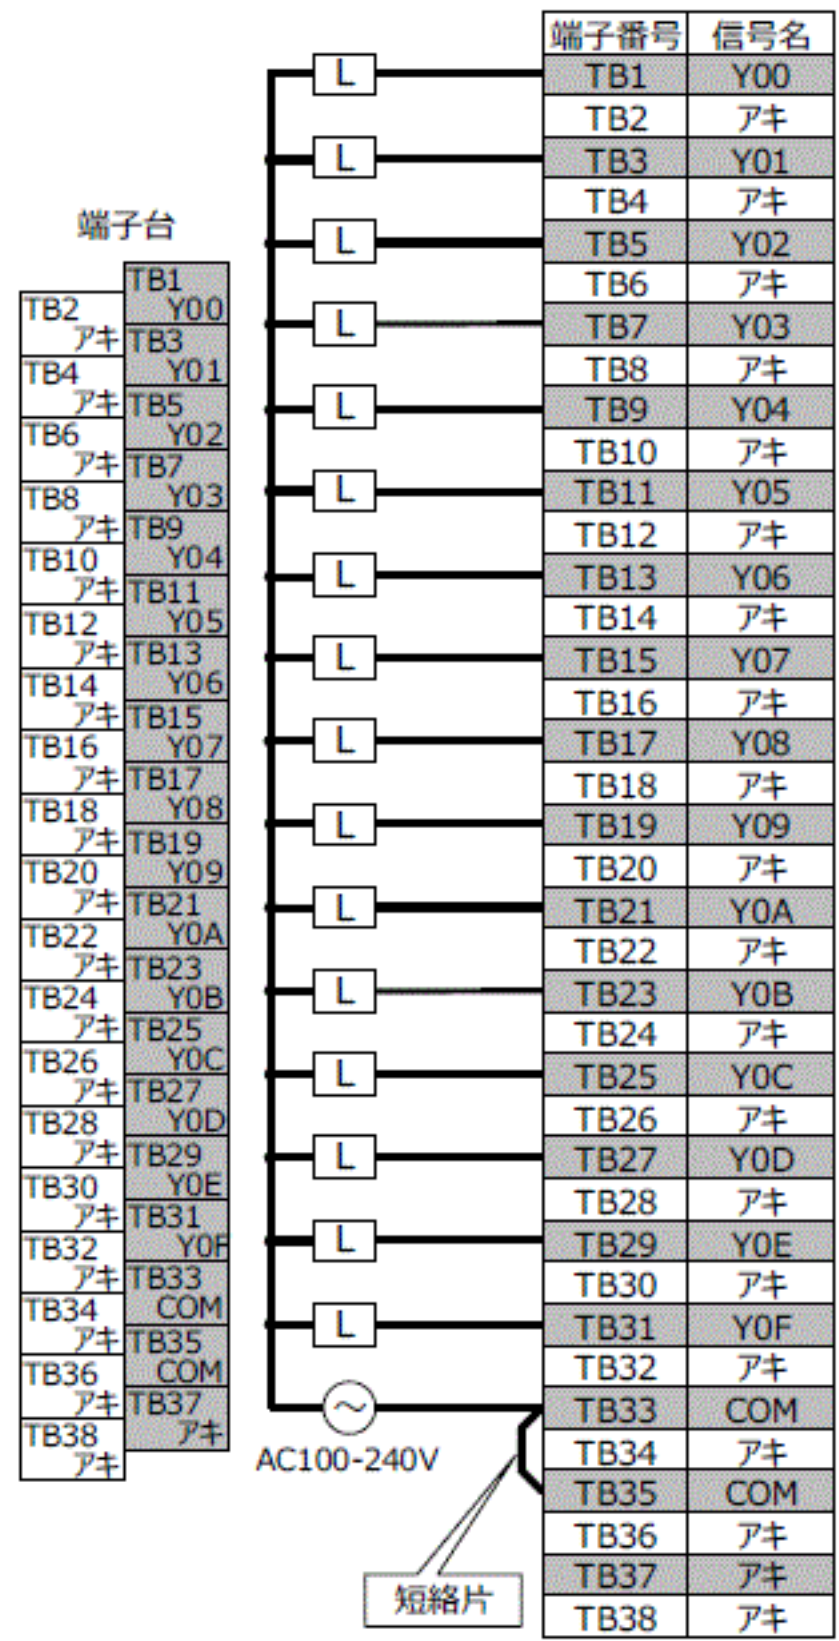 端子台
TB1
Y00
TB2
アキ
TB3
Y01
TB4
アキ
TB5
Y02
TB6
アキ
TB7
Y03
TB8
アキ
TB9
Y04
TB10
アキ
TB11
Y05
TB12
アキ
TB13
Y06
TB14
アキ
TB15
Y07
TB16
アキ
TB17
Y08
TB18
アキ
TB19
Y09
TB20
アキ
TB21
Y0A
TB22
アキ
TB23
Y0B
TB24
アキ
TB25
Y0C
TB26
アキ
TB27
Y0D
TB28
アキ
TB29
Y0E
TB30
アキ
TB31
Y0F
TB32
アキ
TB33
COM
TB34
アキ
TB35
COM
TB36
アキ
TB37
アキ
TB38
アキ
端子番号 信号名
L TB1 Y00
TB2 アキ
L TB3 Y01
TB4 アキ
L TB5 Y02
TB6 アキ
L TB7 Y03
TB8 アキ
L TB9 Y04
TB10 アキ
L TB11 Y05
TB12 アキ
L TB13 Y06
TB14 アキ
L TB15 Y07
TB16 アキ
L TB17 Y08
TB18 アキ
L TB19 Y09
TB20 アキ
L TB21 Y0A
TB22 アキ
L TB23 Y0B
TB24 アキ
L TB25 Y0C
TB26 アキ
L TB27 Y0D
TB28 アキ
L TB29 Y0E
TB30 アキ
L TB31 Y0F
TB32 アキ
TB33 COM
AC100-240V
TB34 アキ
TB35 COM
TB36 アキ
TB37 アキ
短絡片
TB38 アキ